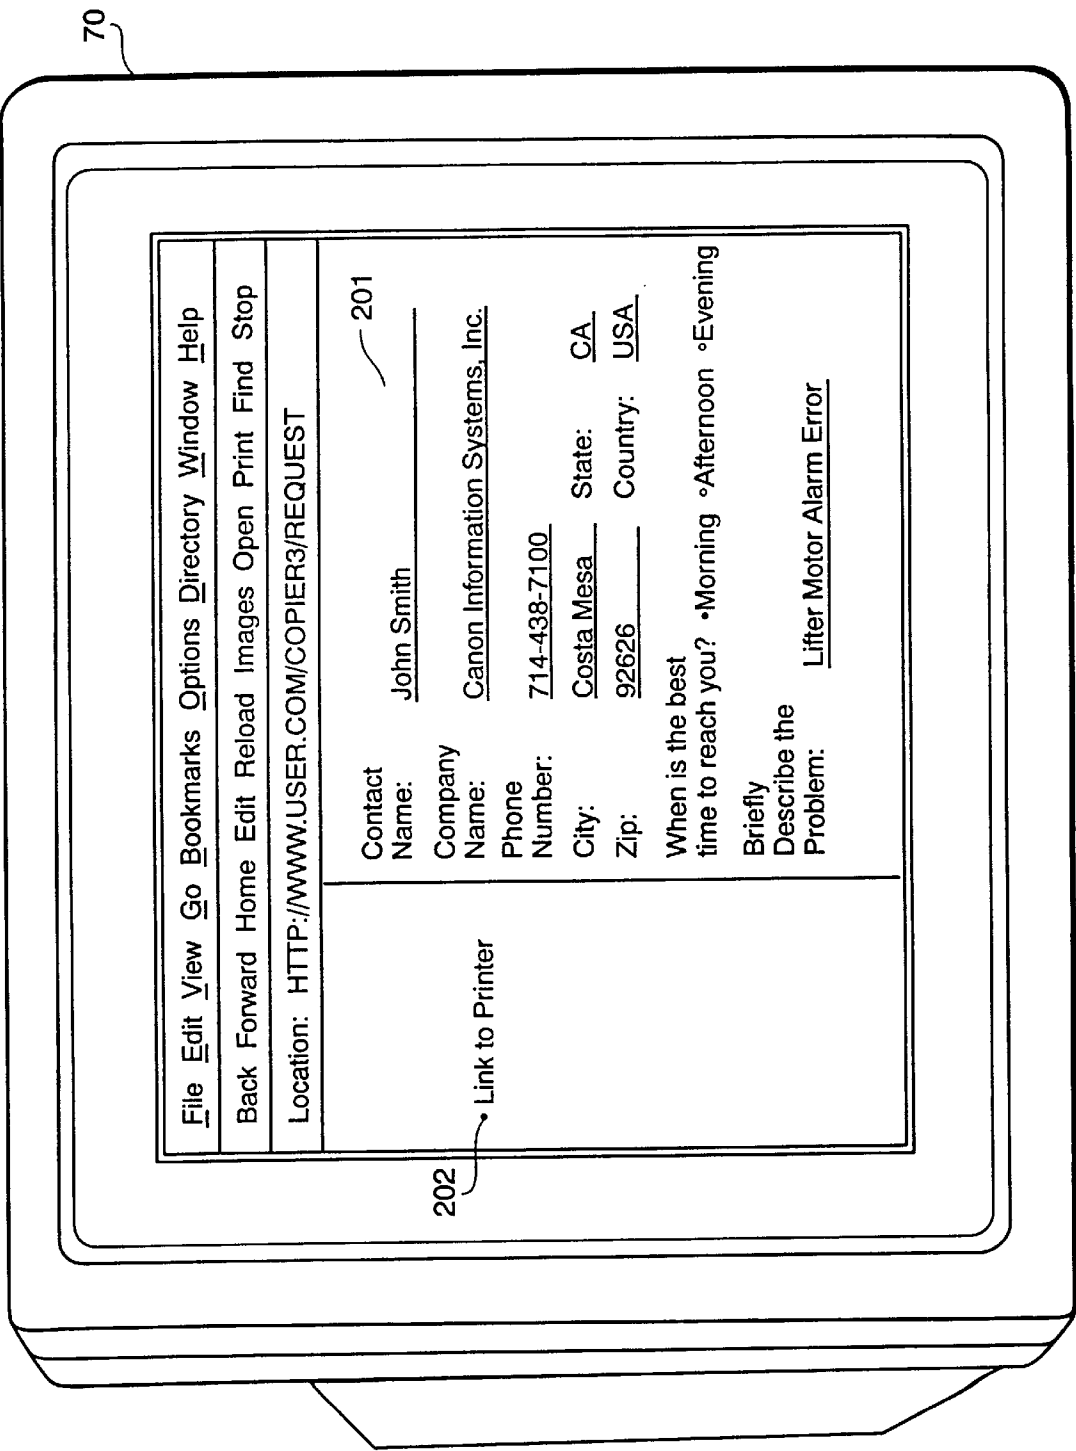 70
File Edit View Go Bookmarks Options Directory Window Help
Back Forward Home Edit Reload Images Open Print Find Stop
Location: HTTP://WWW.USER.COM/COPIER3/REQUEST
201
Contact
Name: John Smith
Company
Name: Canon Information Systems, Inc.
Phone
Number: 714-438-7100
City: Costa Mesa State: CA
Zip: 92626 Country: USA
When is the best
time to reach you? •Morning °Afternoon °Evening
Briefly
Describe the
Problem: Lifter Motor Alarm Error
202
• Link to Printer